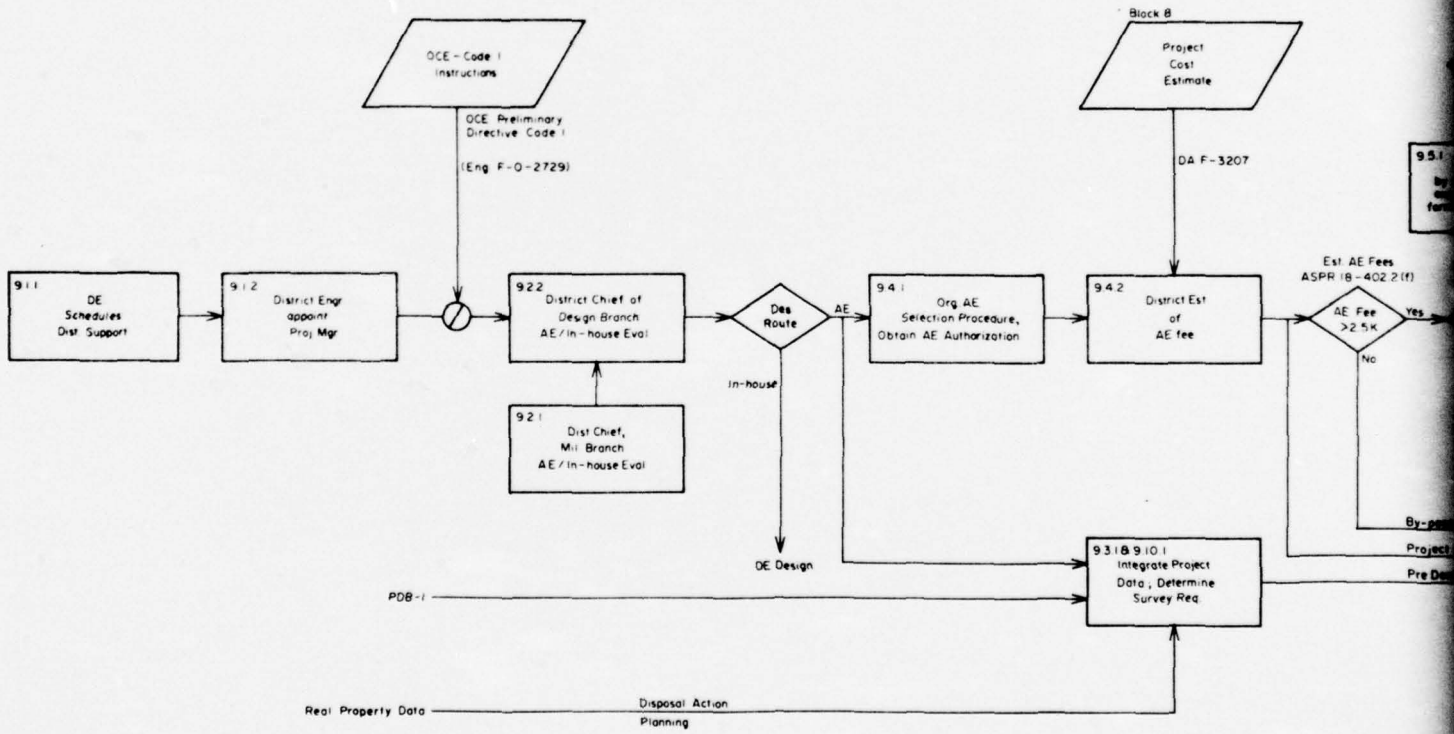 OCE - Code 1
Instructions
OCE Preliminary
Directive Code 1
(Eng F-O-2729)
Block 8
Project
Cost
Estimate
DA F-3207
9.5.1
9.1.1
DE
Schedules
Dist. Support
9.1.2
District Engr
appoint
Proj Mgr
9.2.2
District Chief of
Design Branch
AE/In-house Eval
9.2.1
Dist Chief,
Mil Branch
AE/In-house Eval
Des
Route
AE
In-house
DE Design
9.4.1
Org. AE
Selection Procedure,
Obtain AE Authorization
9.4.2
District Est
of
AE fee
Est. AE Fees
ASPR 18-402.2(f)
AE Fee
>2.5K
Yes
No
9.3.1 & 9.10.1
Integrate Project
Data; Determine
Survey Req.
Project
PDB-1
Real Property Data
Disposal Action
Planning